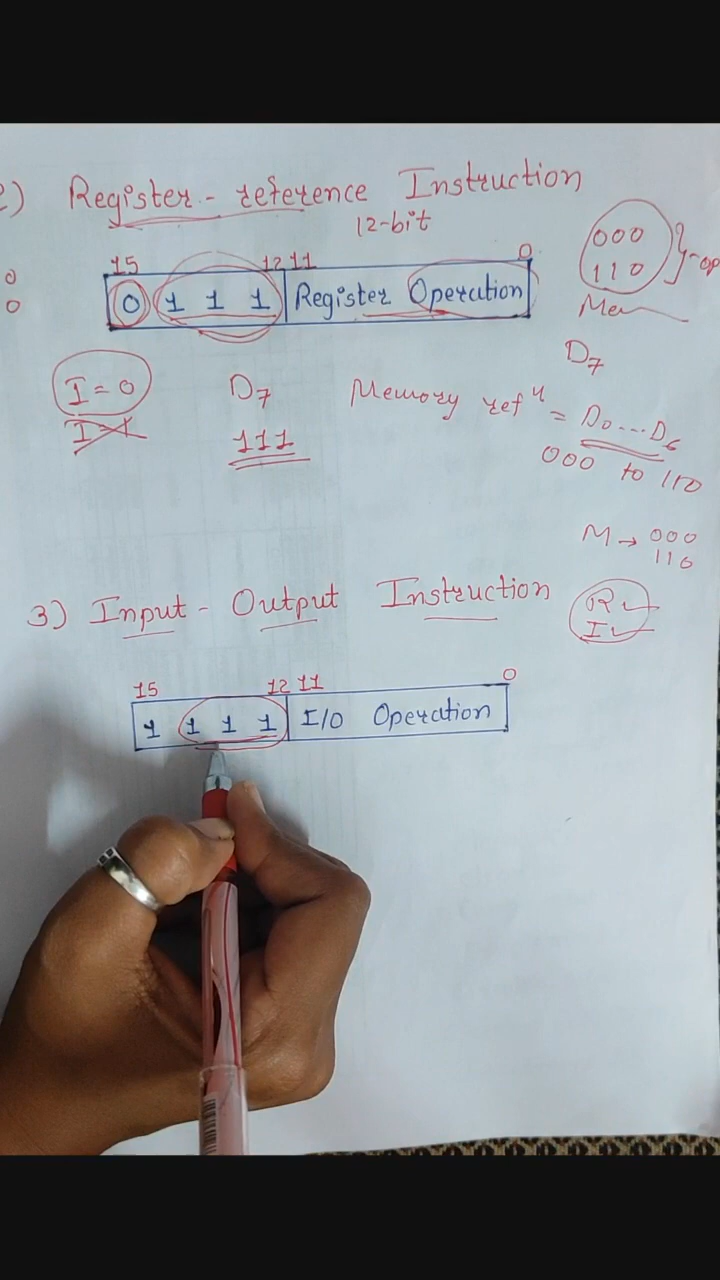 2) Register - reference Instruction
12-bit
15 12 11 0
0 1 1 1 Register Operation
000
110 } op
0
0
I = 0 D7 Memory ref = D0...D6
I 111 000 to 110
D7
M → 000
110
3) Input - Output Instruction
R
I
15 12 11 0
1 1 1 1 I/O Operation